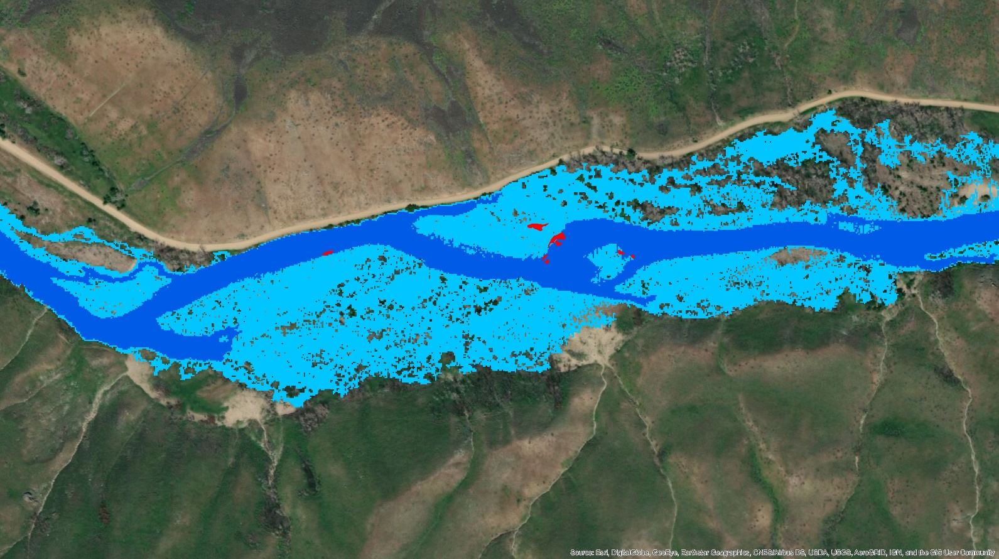 Source: Esri, DigitalGlobe, GeoEye, Earthstar Geographics, CNES/Airbus DS, USDA, USGS, AeroGRID, IGN, and the GIS User Community